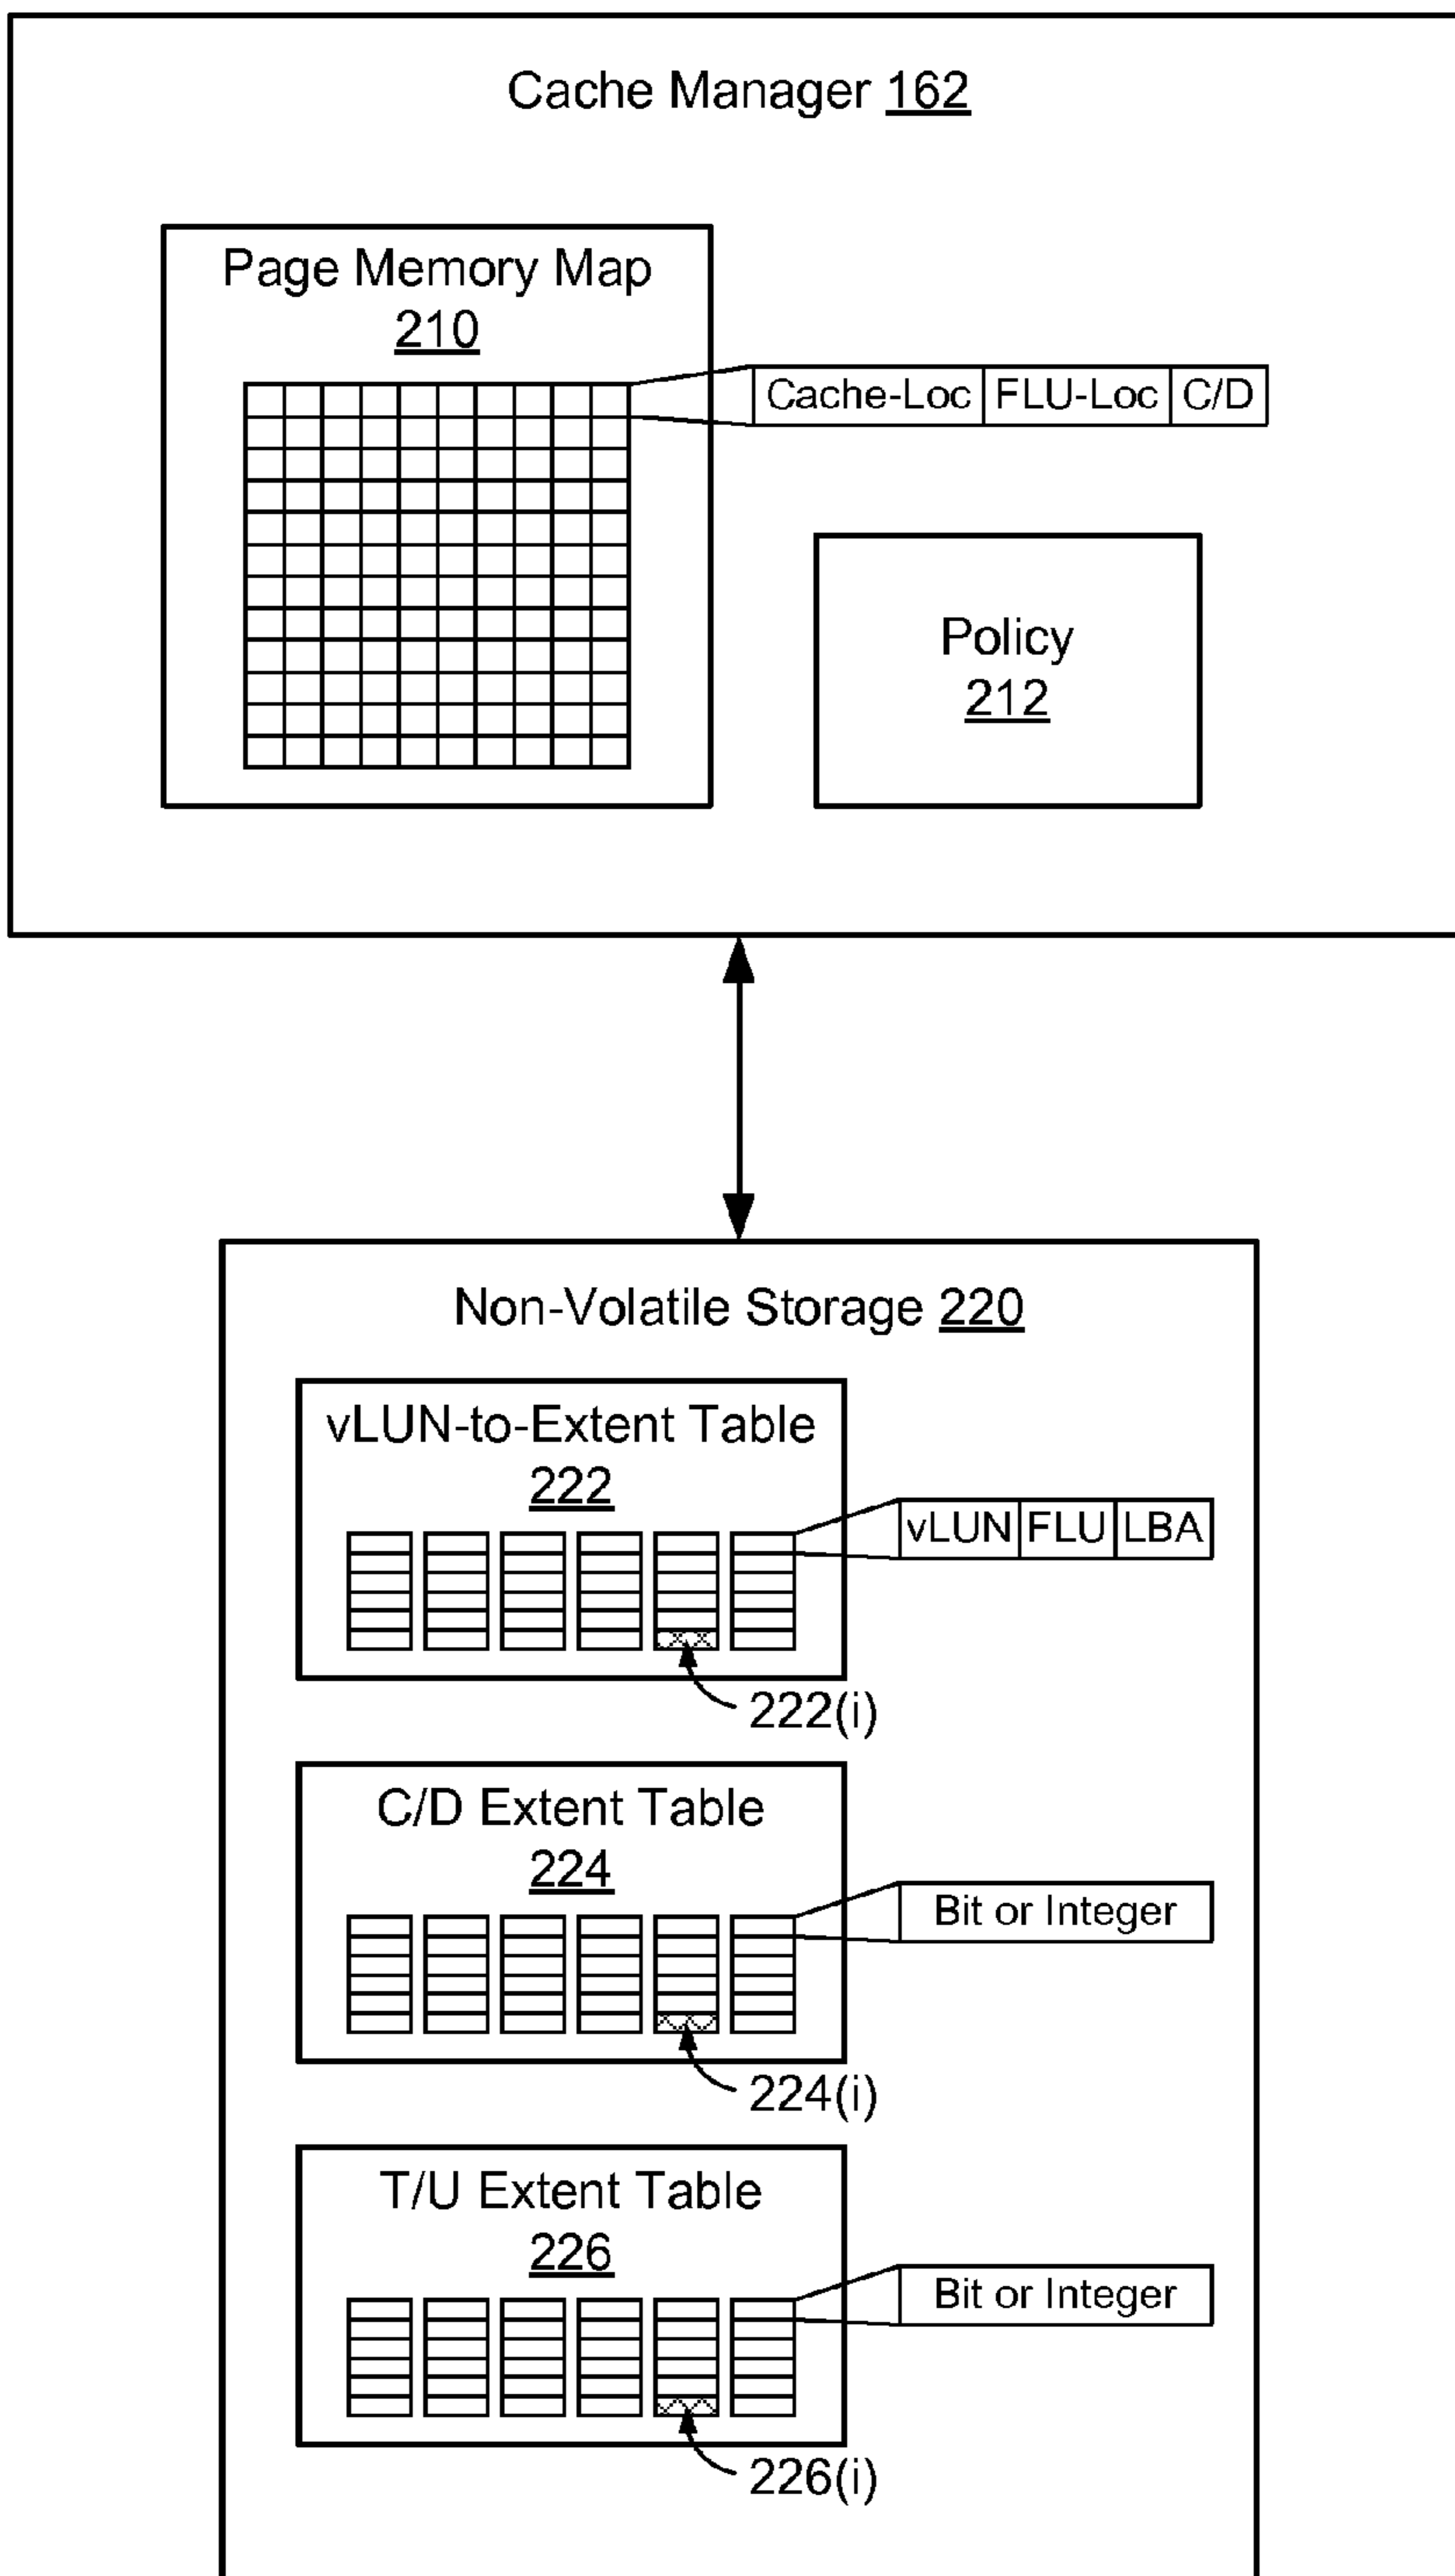 Cache Manager 162
Page Memory Map
210
Cache-Loc FLU-Loc C/D
Policy
212
Non-Volatile Storage 220
vLUN-to-Extent Table
222
vLUN FLU LBA
222(i)
C/D Extent Table
224
Bit or Integer
224(i)
T/U Extent Table
226
Bit or Integer
226(i)